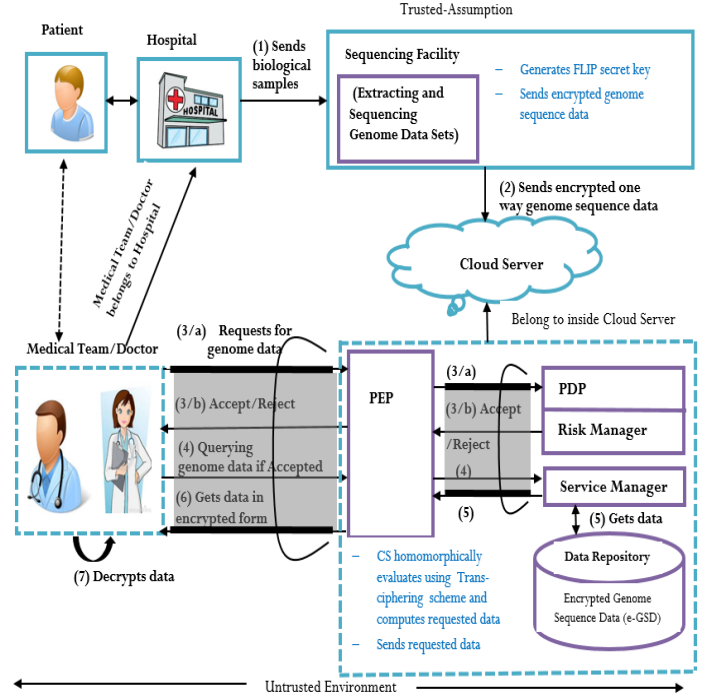 Trusted-Assumption
Patient
Hospital
(1) Sends
biological
samples
HOSPITAL
Sequencing Facility
(Extracting and
Sequencing
Genome Data Sets)
– Generates FLIP secret key
– Sends encrypted genome
sequence data
(2) Sends encrypted one
way genome sequence data
Cloud Server
Medical Team/Doctor
belongs to Hospital
Belong to inside Cloud Server
(3/a) Requests for
genome data
Medical Team/Doctor
(3/b) Accept/Reject
(4) Querying
genome data if Accepted
(6) Gets data in
encrypted form
(7) Decrypts data
PEP
(3/a)
(3/b) Accept
/Reject
(4)
(5)
PDP
Risk Manager
Service Manager
(5) Gets data
Data Repository
Encrypted Genome
Sequence Data (e-GSD)
– CS homomorphically
evaluates using Trans-
ciphering scheme and
computes requested data
– Sends requested data
Untrusted Environment